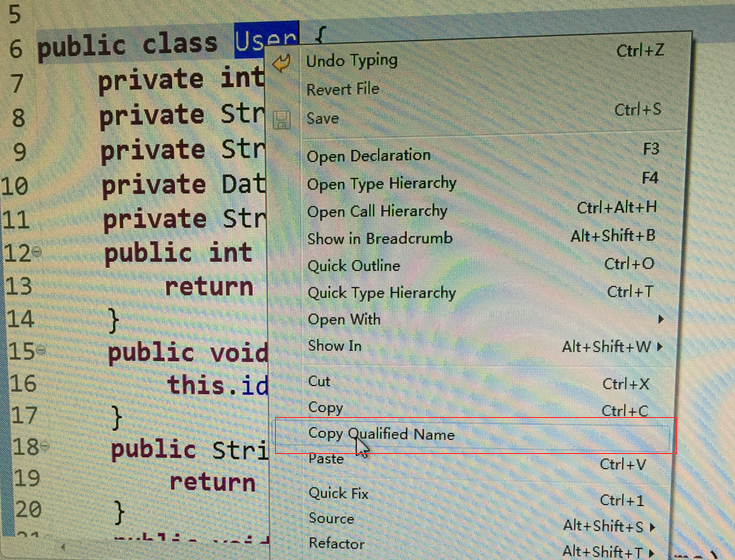 5
6 public class User {
7 private int
8 private Str
9 private Str
10 private Dat
11 private Str
12 public int
13 return
14 }
15 public void
16 this.id
17 }
18 public Stri
19 return
20 }
21 public void
Undo Typing Ctrl+Z
Revert File
Save Ctrl+S
Open Declaration F3
Open Type Hierarchy F4
Open Call Hierarchy Ctrl+Alt+H
Show in Breadcrumb Alt+Shift+B
Quick Outline Ctrl+O
Quick Type Hierarchy Ctrl+T
Open With
Show In Alt+Shift+W
Cut Ctrl+X
Copy Ctrl+C
Copy Qualified Name
Paste Ctrl+V
Quick Fix Ctrl+1
Source Alt+Shift+S
Refactor Alt+Shift+T